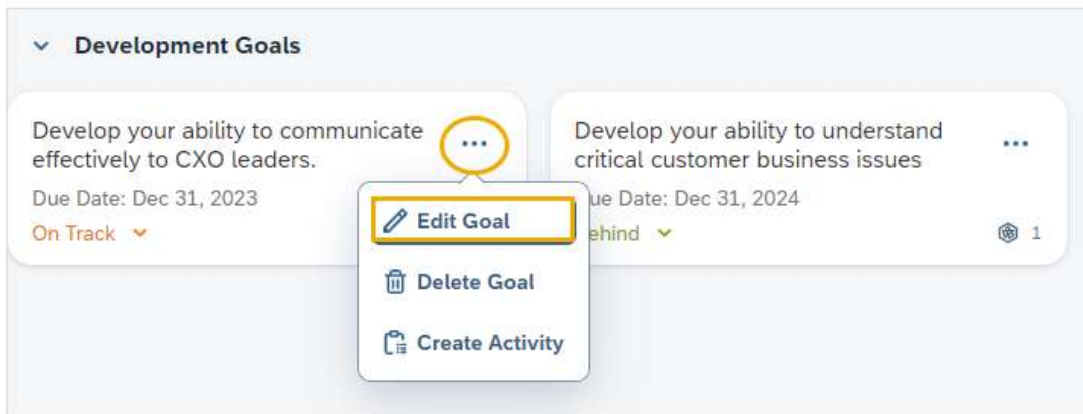 Development Goals
Develop your ability to communicate
effectively to CXO leaders.
Due Date: Dec 31, 2023
On Track
Edit Goal
Delete Goal
Create Activity
Develop your ability to understand
critical customer business issues
ue Date: Dec 31, 2024
ehind
1